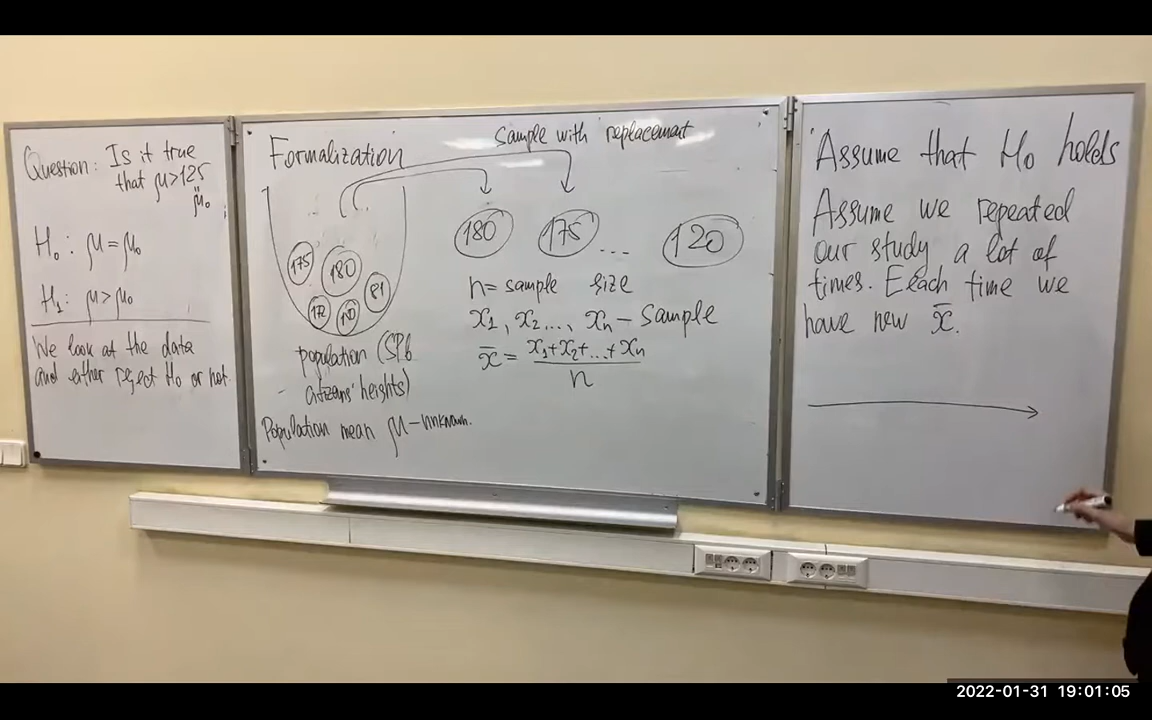 Question: Is it true
that μ>125
"
μ₀
H₀: μ=μ₀
H₁: μ>μ₀
We look at the data
and either reject H₀ or not.
Formalization
Sample with replacement
175
180
81
172
180
175
...
120
n=sample size
x₁, x₂..., xₙ - sample
x̄ = x₁+x₂+...+xₙ
n
population (SPb
citizens' heights)
Population mean μ - unknown.
Assume that H₀ holds
Assume we repeated
our study a lot of
times. Each time we
have new x̄.
2022-01-31 19:01:05